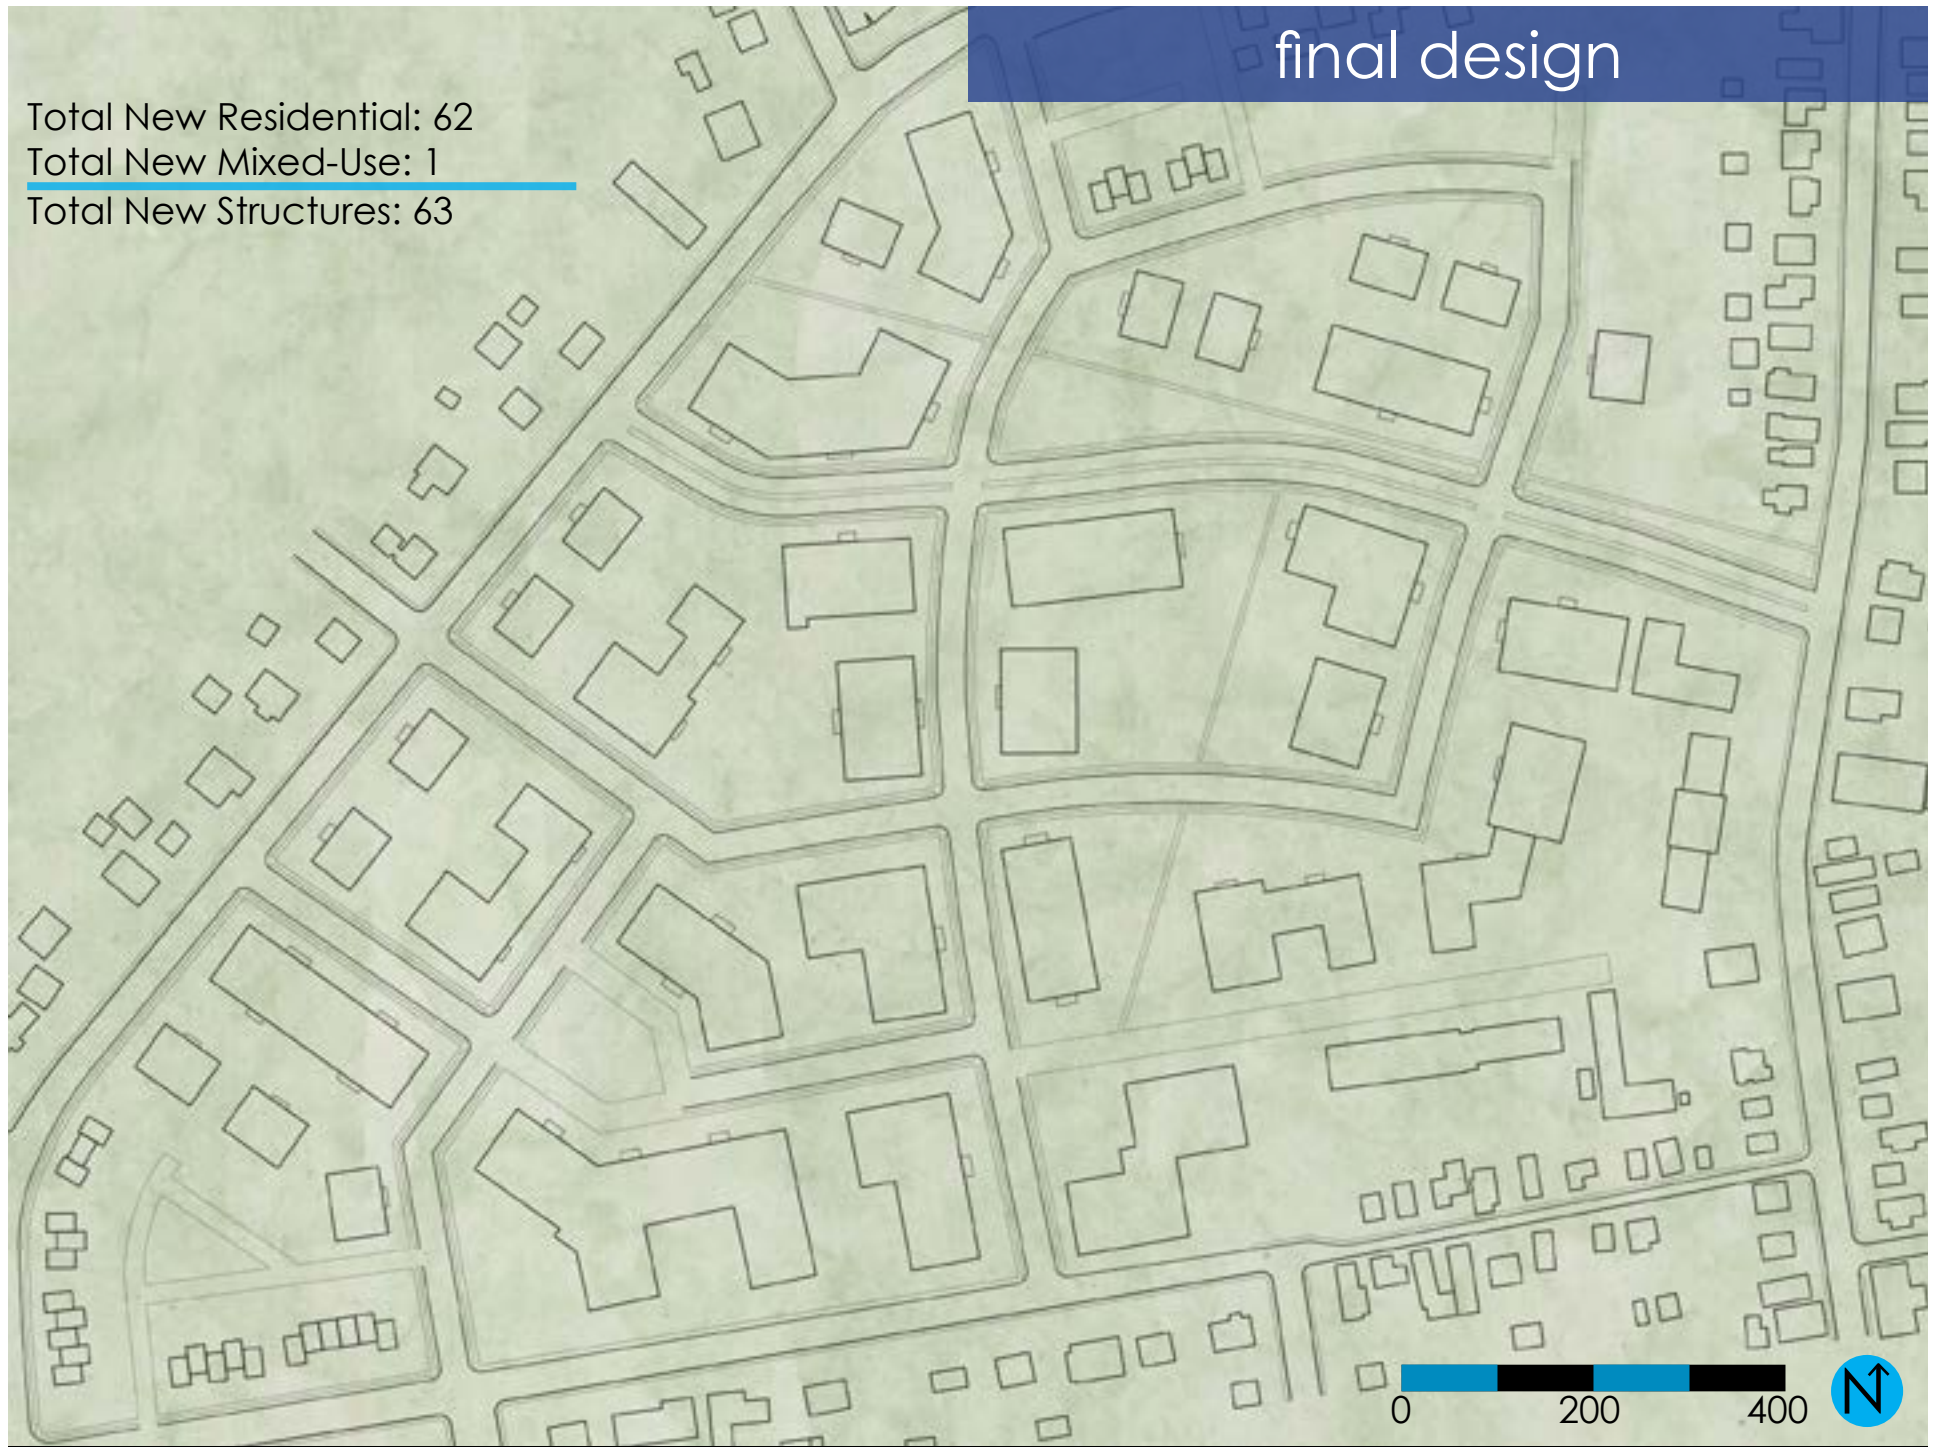 final design
Total New Residential: 62
Total New Mixed-Use: 1
Total New Structures: 63
0 200 400
N